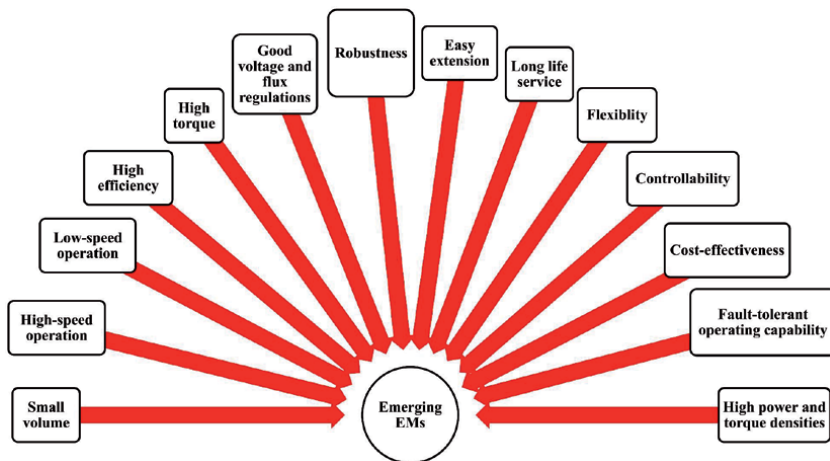 Small
volume
High-speed
operation
Low-speed
operation
High
efficiency
High
torque
Good
voltage and
flux
regulations
Robustness
Easy
extension
Long life
service
Flexiblity
Controllability
Cost-effectiveness
Fault-tolerant
operating capability
High power and
torque densities
Emerging
EMs